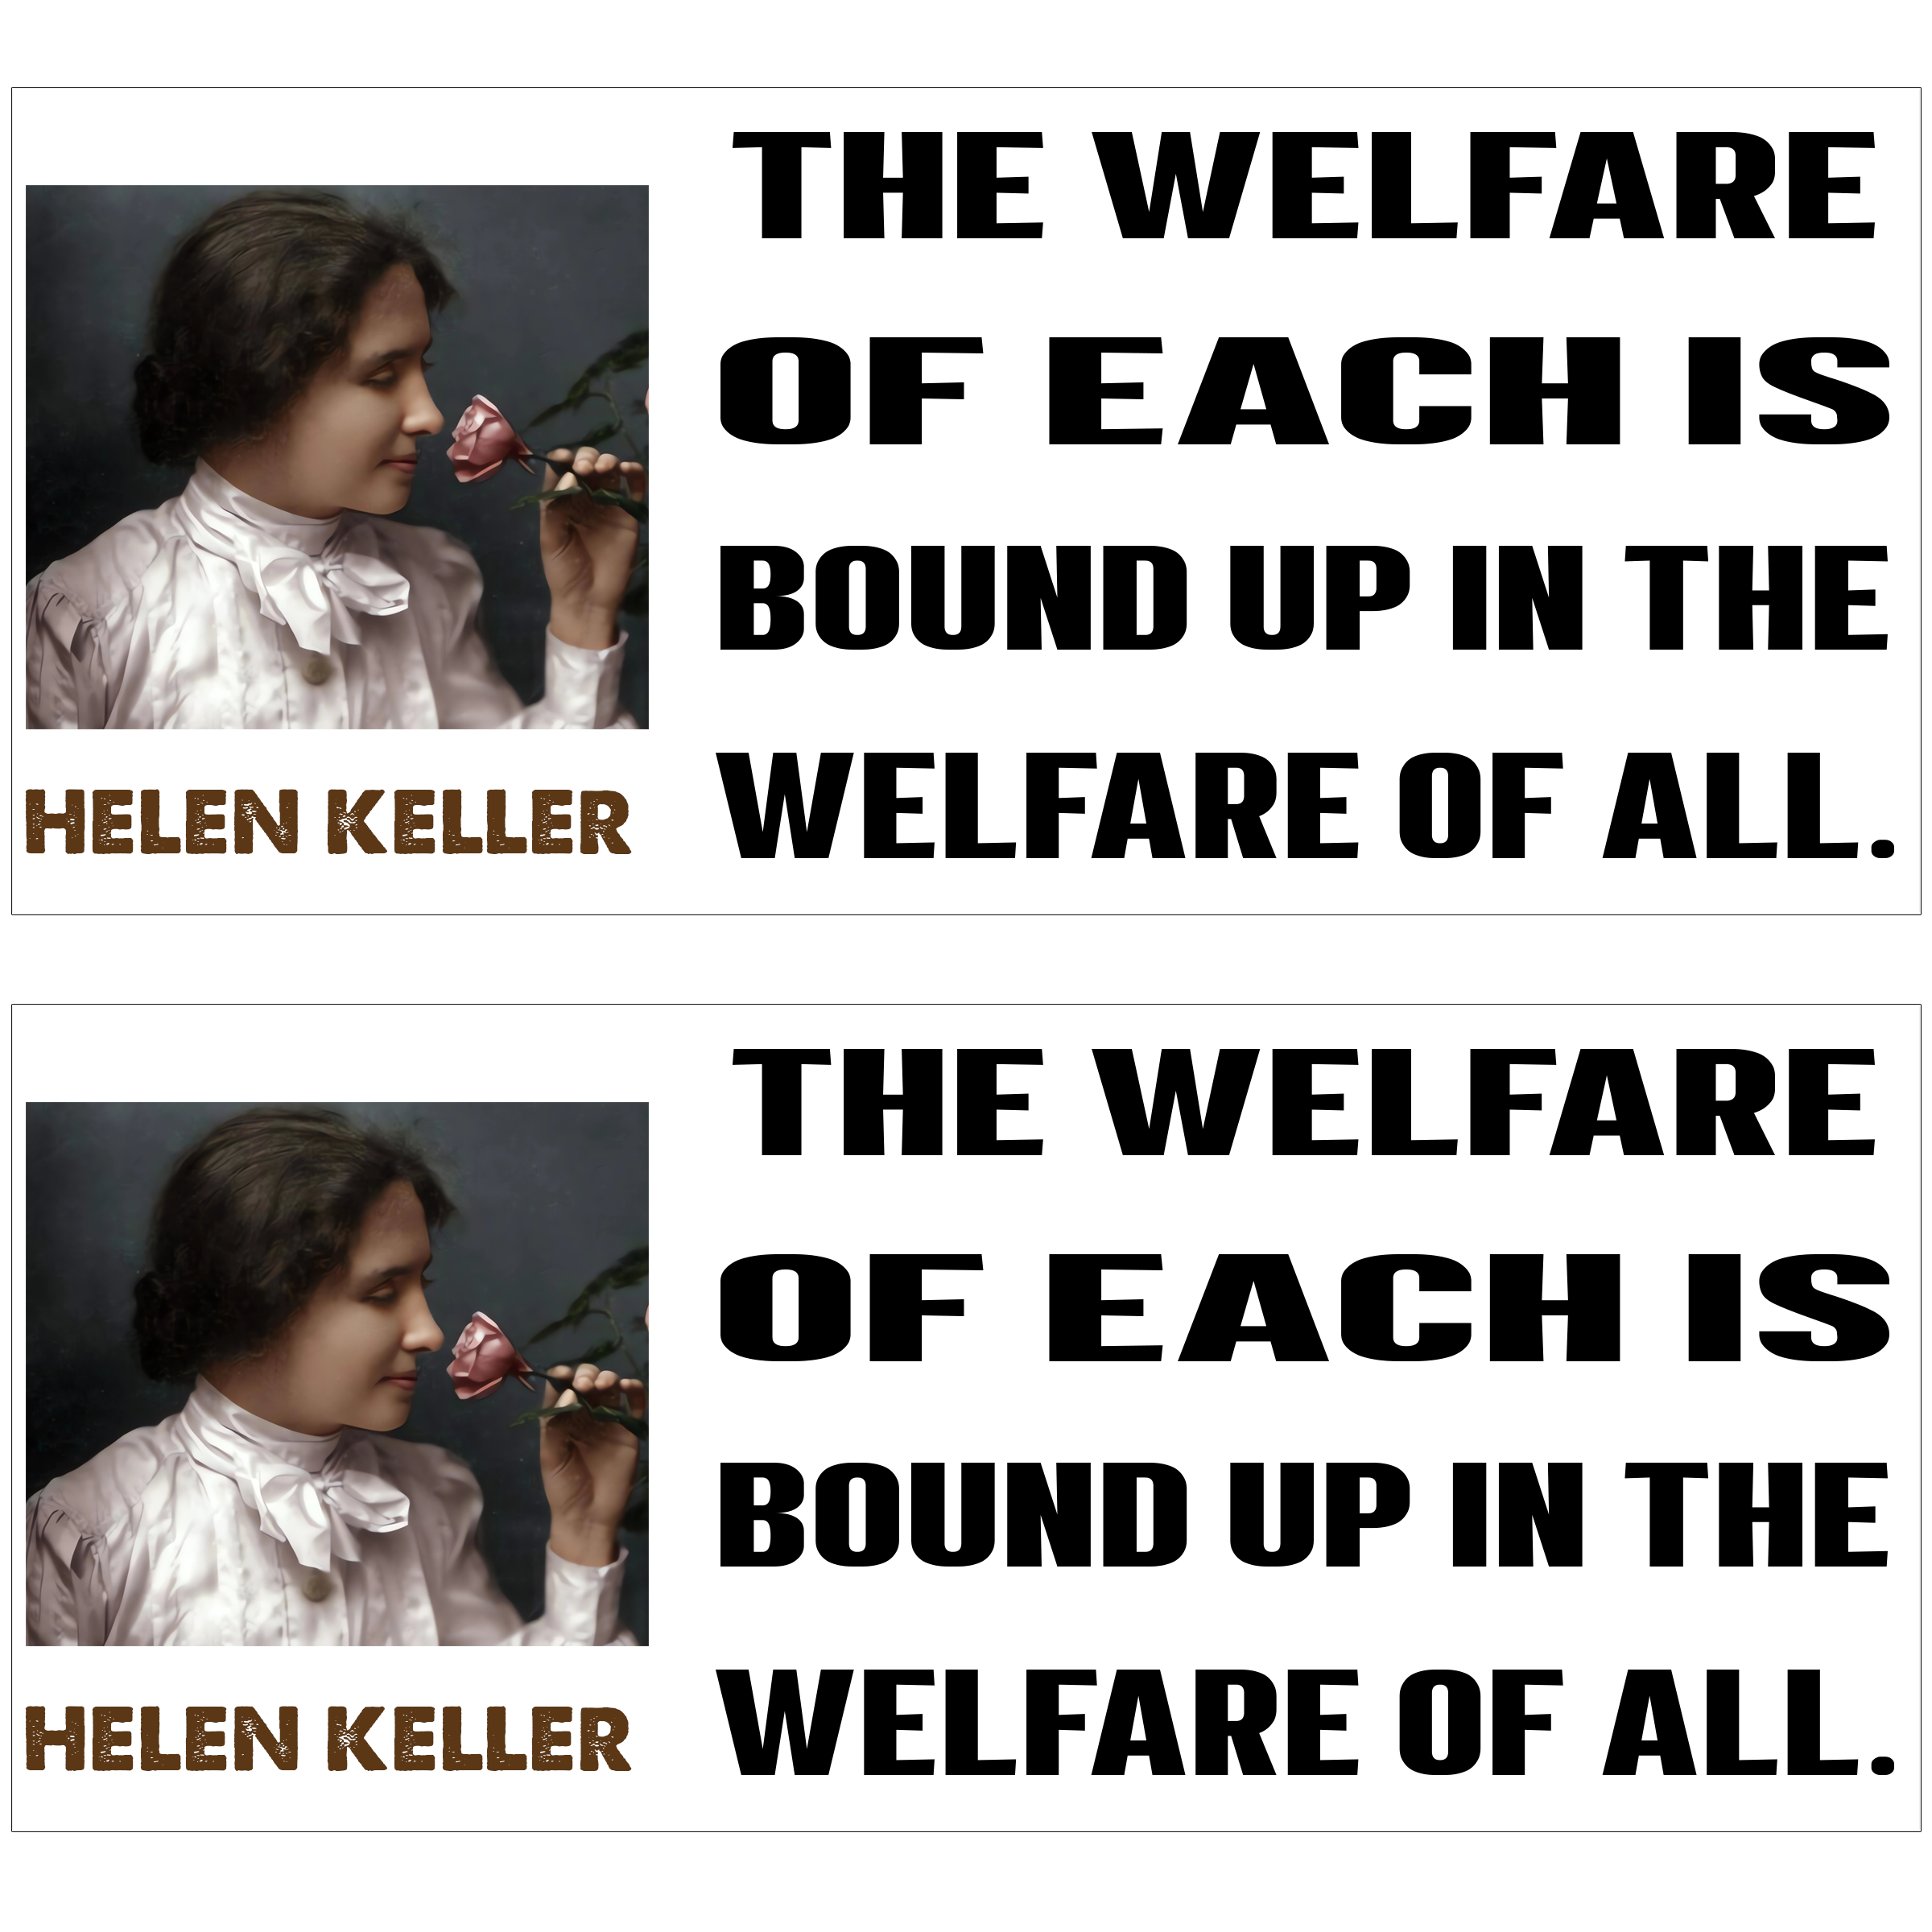 THE WELFARE
OF EACH IS
BOUND UP IN THE
WELFARE OF ALL.
HELEN KELLER
THE WELFARE
OF EACH IS
BOUND UP IN THE
WELFARE OF ALL.
HELEN KELLER